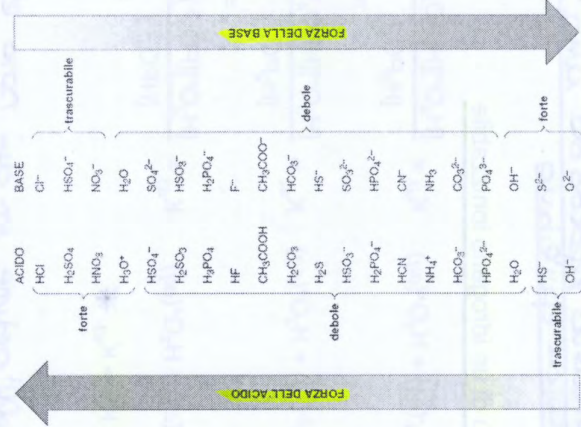 FORZA DELL'ACIDO
FORZA DELLA BASE
ACIDO BASE
forte
debole
trascurabile
trascurabile
debole
forte
HCl Cl⁻
H₂SO₄ HSO₄⁻
HNO₃ NO₃⁻
H₃O⁺ H₂O
HSO₄⁻ SO₄²⁻
H₂SO₃ HSO₃⁻
H₃PO₄ H₂PO₄⁻
HF F⁻
CH₃COOH CH₃COO⁻
H₂CO₃ HCO₃⁻
H₂S HS⁻
HSO₃⁻ SO₃²⁻
H₂PO₄⁻ HPO₄²⁻
HCN CN⁻
NH₄⁺ NH₃
HCO₃⁻ CO₃²⁻
HPO₄²⁻ PO₄³⁻
H₂O OH⁻
HS⁻ S²⁻
OH⁻ O²⁻